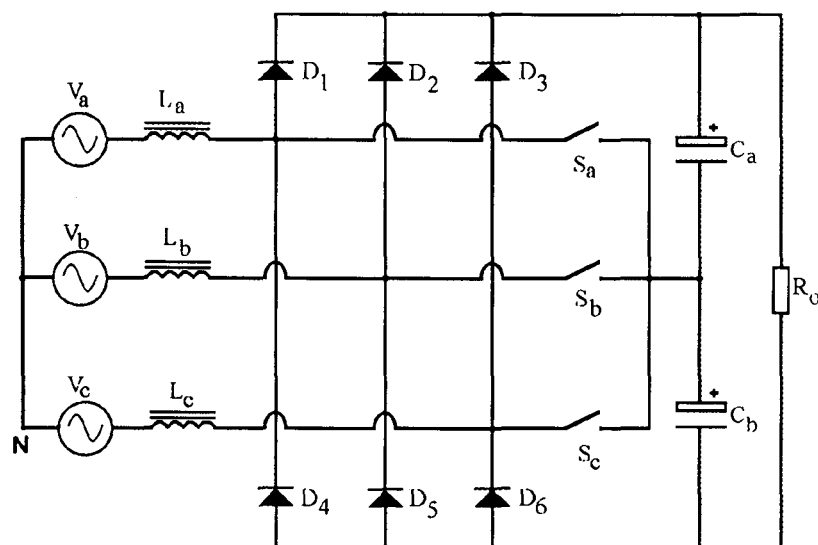 D1 D2 D3
Va La
Sa
Ca
Vb Lb
Sb
Ro
Vc Lc
N
Sc
Cb
D4 D5 D6